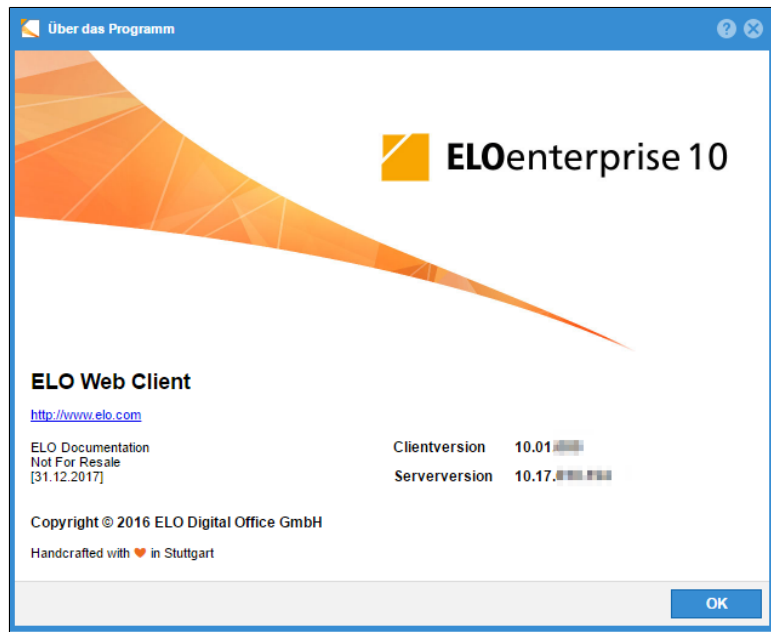 Über das Programm
ELOenterprise 10
ELO Web Client
http://www.elo.com
ELO Documentation
Not For Resale
[31.12.2017]
Clientversion 10.01
Serverversion 10.17.
Copyright © 2016 ELO Digital Office GmbH
Handcrafted with ❤ in Stuttgart
OK